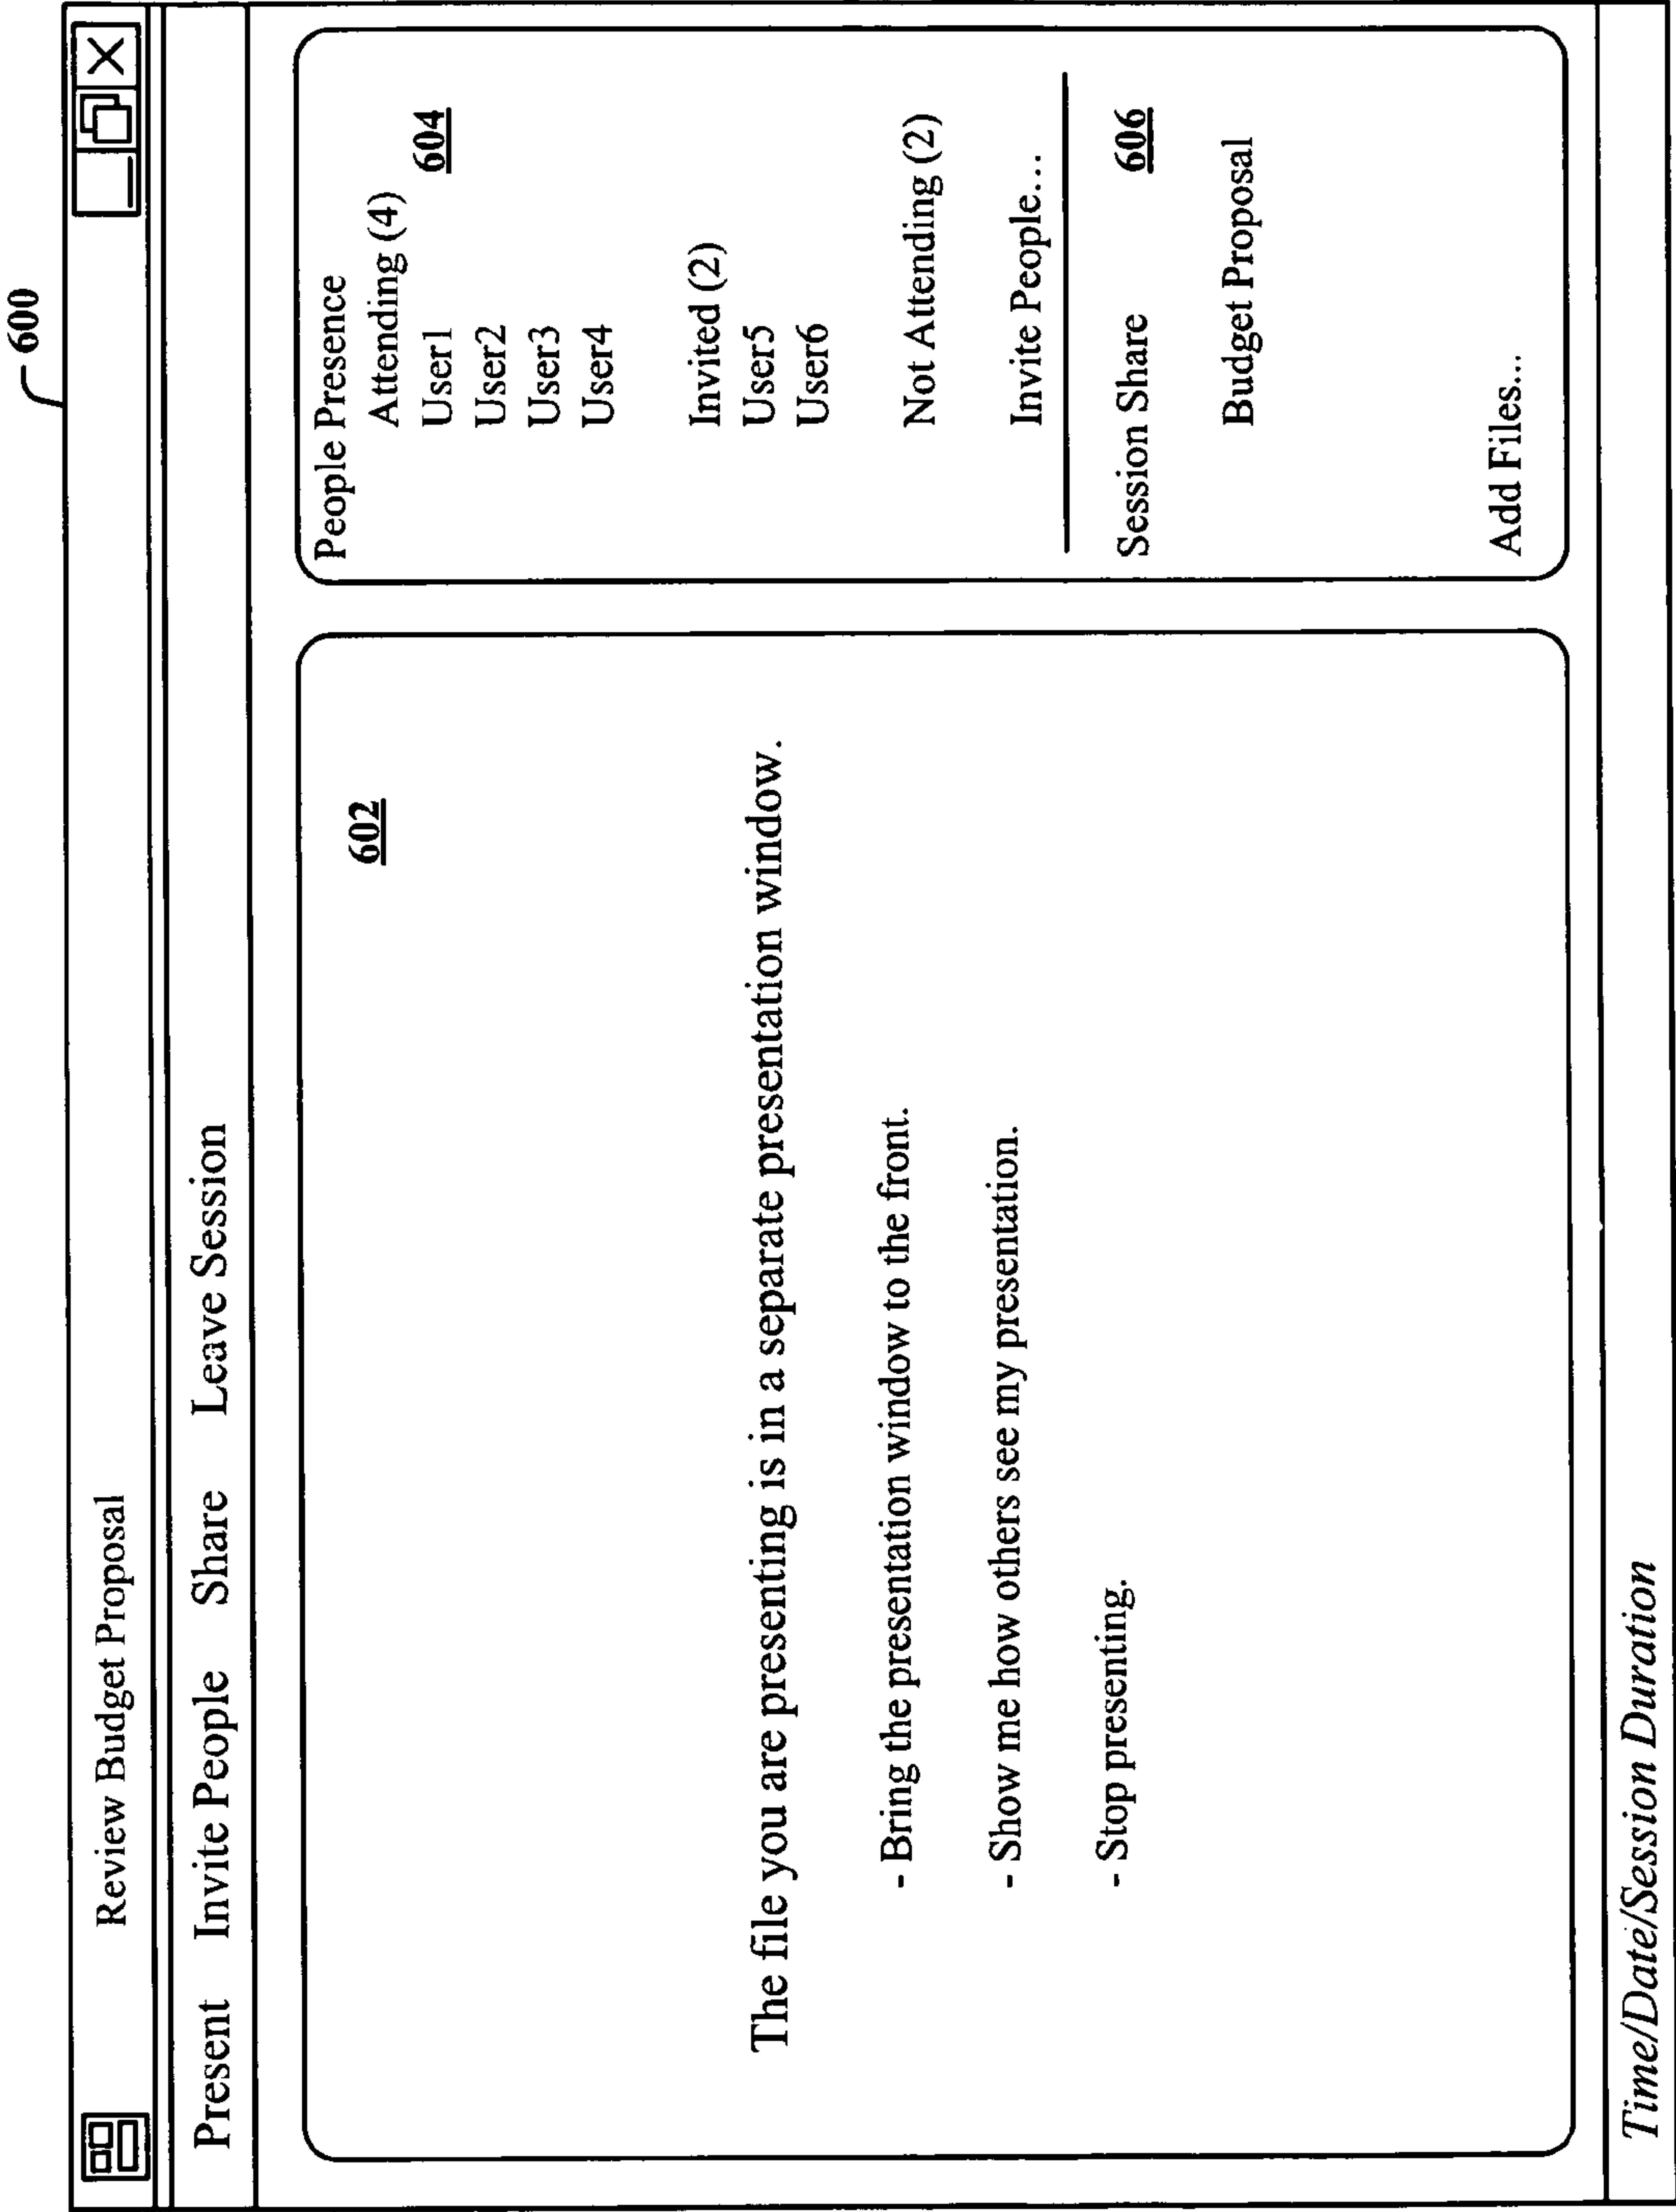 600
Review Budget Proposal
Present Invite People Share Leave Session
602
The file you are presenting is in a separate presentation window.
- Bring the presentation window to the front.
- Show me how others see my presentation.
- Stop presenting.
People Presence
Attending (4)
604
User1
User2
User3
User4
Invited (2)
User5
User6
Not Attending (2)
Invite People...
Session Share
606
Budget Proposal
Add Files...
Time/Date/Session Duration